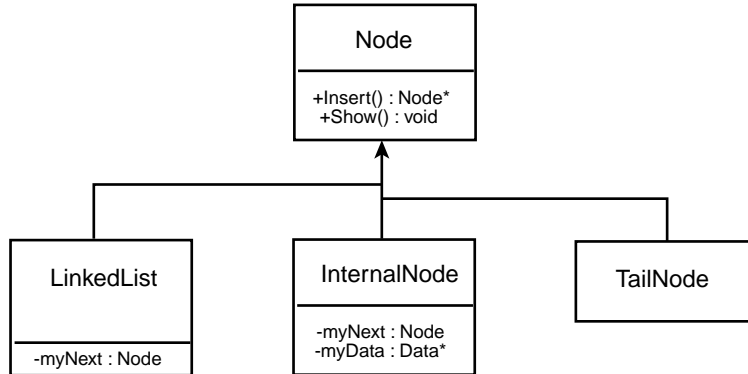 Node
+Insert() : Node*
+Show() : void
LinkedList
-myNext : Node
InternalNode
-myNext : Node
-myData : Data*
TailNode